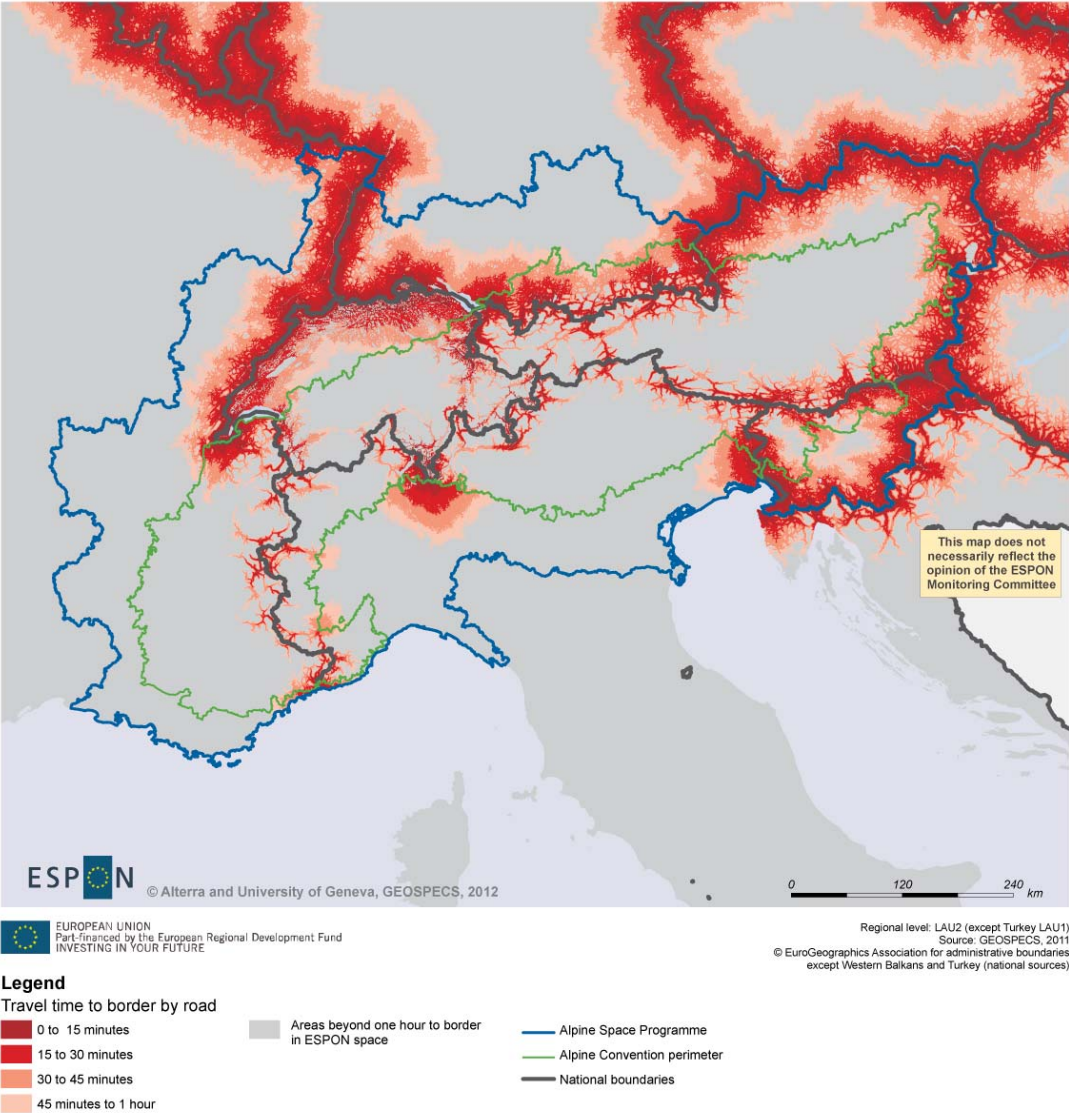 This map does not
necessarily reflect the
opinion of the ESPON
Monitoring Committee
ESPON
© Alterra and University of Geneva, GEOSPECS, 2012
0 120 240
km
EUROPEAN UNION
Part-financed by the European Regional Development Fund
INVESTING IN YOUR FUTURE
Regional level: LAU2 (except Turkey LAU1)
Source: GEOSPECS, 2011
© EuroGeographics Association for administrative boundaries
except Western Balkans and Turkey (national sources)
Legend
Travel time to border by road
0 to 15 minutes
15 to 30 minutes
30 to 45 minutes
45 minutes to 1 hour
Areas beyond one hour to border
in ESPON space
Alpine Space Programme
Alpine Convention perimeter
National boundaries